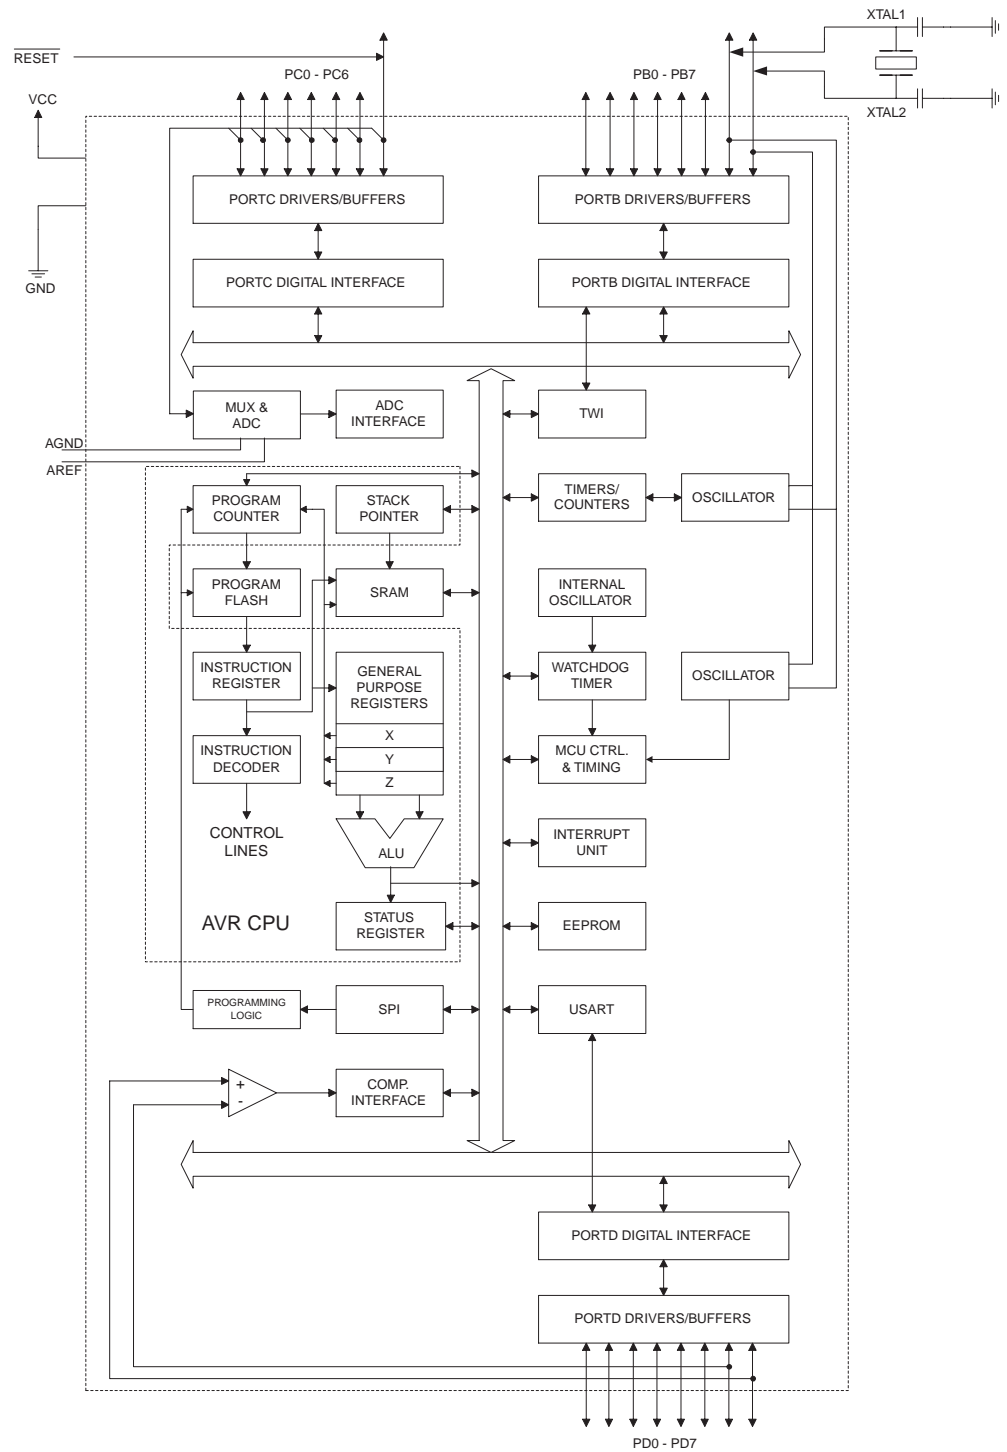 XTAL1
RESET
PC0 - PC6
PB0 - PB7
VCC
XTAL2
PORTC DRIVERS/BUFFERS
PORTB DRIVERS/BUFFERS
PORTC DIGITAL INTERFACE
PORTB DIGITAL INTERFACE
GND
MUX &
ADC
ADC
INTERFACE
TWI
AGND
AREF
PROGRAM
COUNTER
STACK
POINTER
TIMERS/
COUNTERS
OSCILLATOR
PROGRAM
FLASH
SRAM
INTERNAL
OSCILLATOR
INSTRUCTION
REGISTER
GENERAL
PURPOSE
REGISTERS
WATCHDOG
TIMER
OSCILLATOR
X
INSTRUCTION
DECODER
Y
MCU CTRL.
& TIMING
Z
CONTROL
LINES
ALU
INTERRUPT
UNIT
AVR CPU
STATUS
REGISTER
EEPROM
PROGRAMMING
LOGIC
SPI
USART
+
-
COMP.
INTERFACE
PORTD DIGITAL INTERFACE
PORTD DRIVERS/BUFFERS
PD0 - PD7